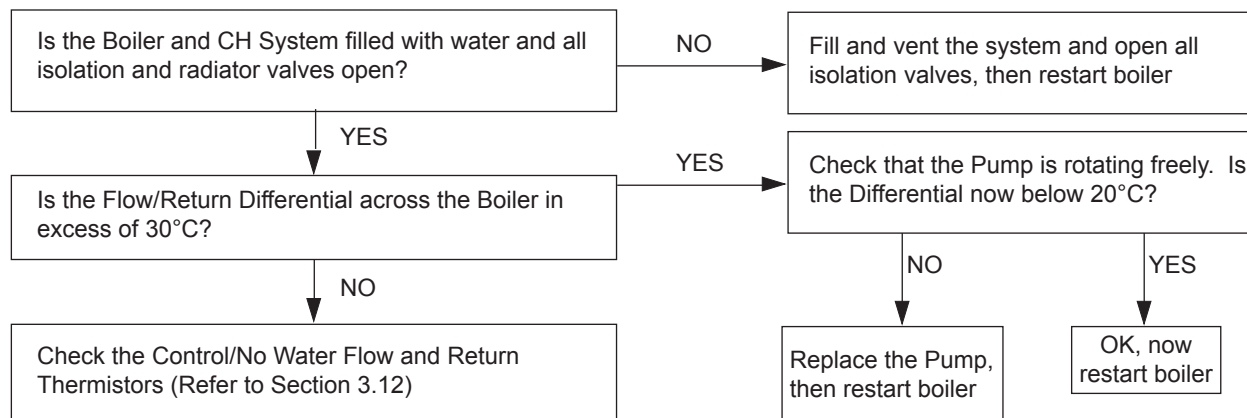 Is the Boiler and CH System filled with water and all
isolation and radiator valves open?
NO
Fill and vent the system and open all
isolation valves, then restart boiler
YES
Is the Flow/Return Differential across the Boiler in
excess of 30°C?
YES
Check that the Pump is rotating freely.  Is
the Differential now below 20°C?
NO
Check the Control/No Water Flow and Return
Thermistors (Refer to Section 3.12)
NO
Replace the Pump,
then restart boiler
YES
OK, now
restart boiler